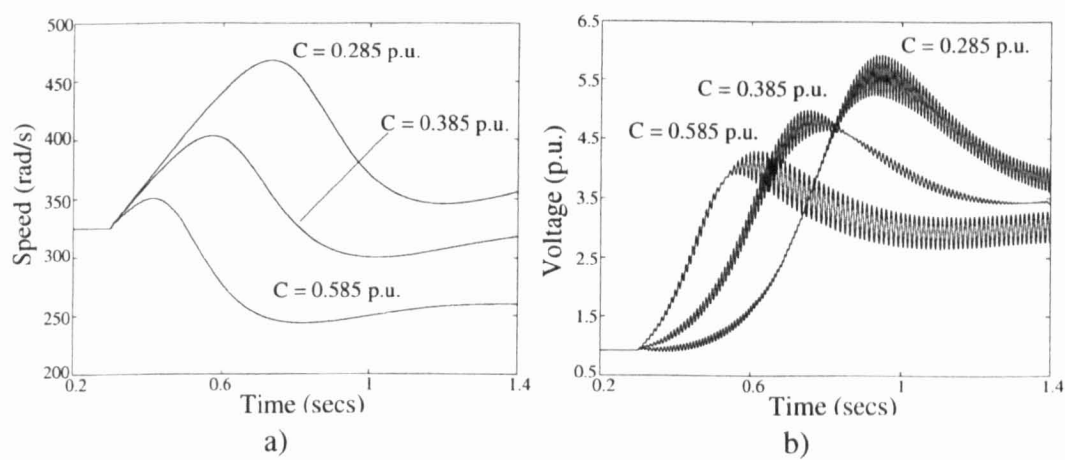 500
450
400
350
300
250
200
0.2
0.6
1
1.4
Speed (rad/s)
Time (secs)
C = 0.285 p.u.
C = 0.385 p.u.
C = 0.585 p.u.
a)
6.5
5.5
4.5
3.5
2.5
1.5
0.5
0.2
0.6
1
1.4
Voltage (p.u.)
Time (secs)
C = 0.285 p.u.
C = 0.385 p.u.
C = 0.585 p.u.
b)